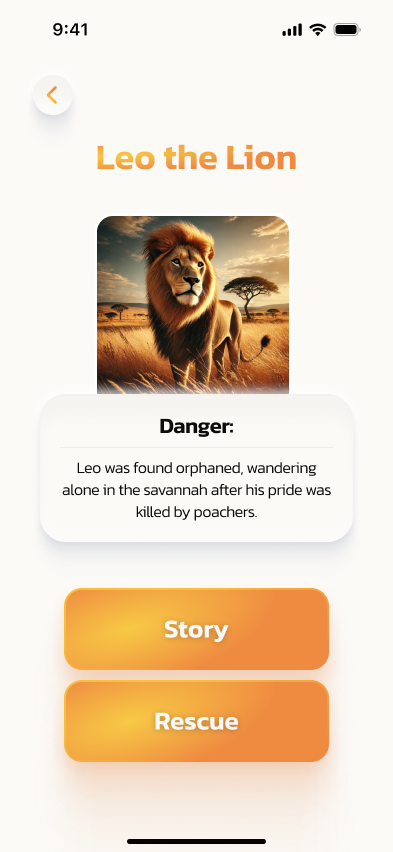 9:41
Leo the Lion
Danger:
Leo was found orphaned, wandering
alone in the savannah after his pride was
killed by poachers.
Story
Rescue